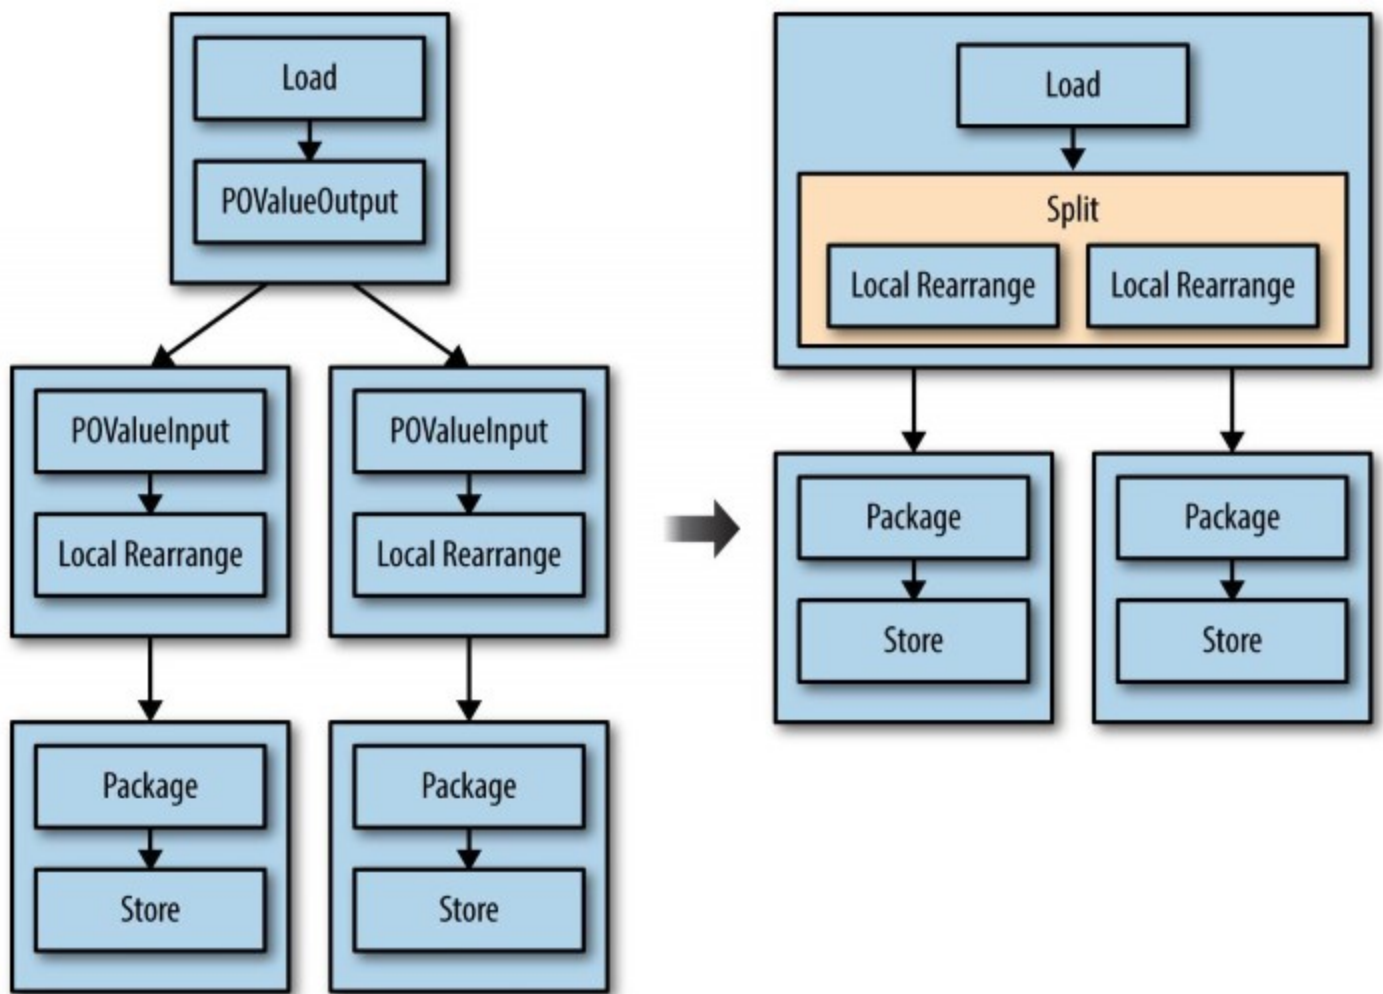 Load
POValueOutput
POValueInput
Local Rearrange
POValueInput
Local Rearrange
Package
Store
Package
Store
Load
Split
Local Rearrange
Local Rearrange
Package
Store
Package
Store